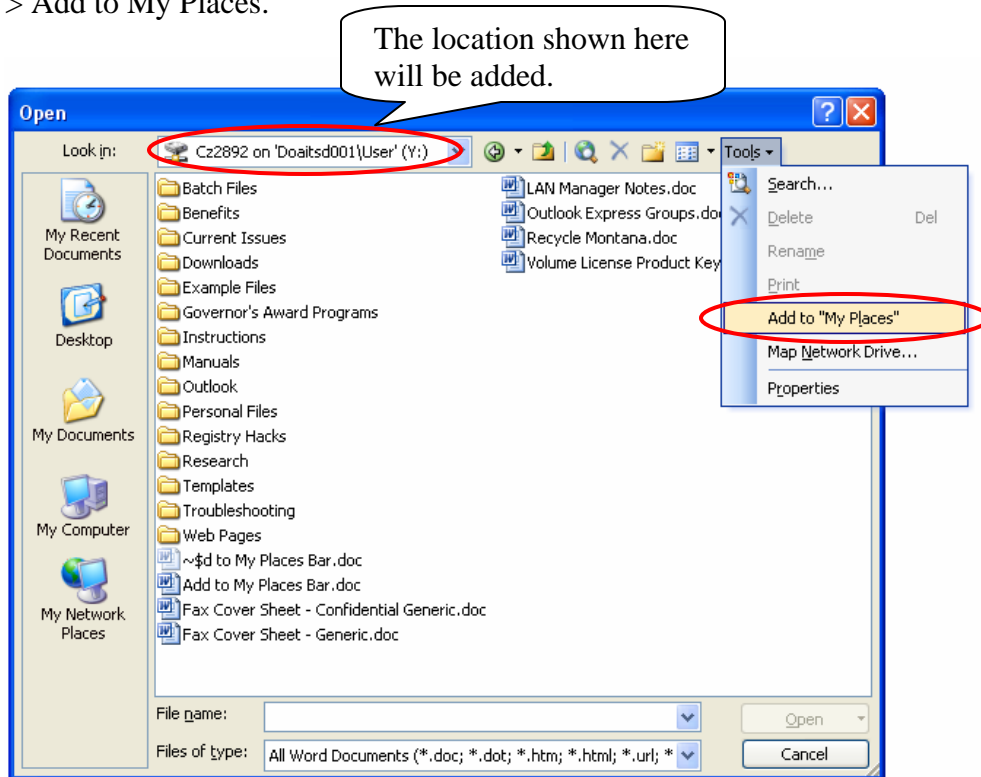 > Add to My Places.
The location shown here
will be added.
Open
Look in:
Cz2892 on 'Doaitsd001\User' (Y:)
Tools
My Recent
Documents
Desktop
My Documents
My Computer
My Network
Places
Batch Files
Benefits
Current Issues
Downloads
Example Files
Governor's Award Programs
Instructions
Manuals
Outlook
Personal Files
Registry Hacks
Research
Templates
Troubleshooting
Web Pages
~$d to My Places Bar.doc
Add to My Places Bar.doc
Fax Cover Sheet - Confidential Generic.doc
Fax Cover Sheet - Generic.doc
LAN Manager Notes.doc
Outlook Express Groups.do
Recycle Montana.doc
Volume License Product Key
Search...
Delete Del
Rename
Print
Add to "My Places"
Map Network Drive...
Properties
File name:
Open
Files of type:
All Word Documents (*.doc; *.dot; *.htm; *.html; *.url; *
Cancel